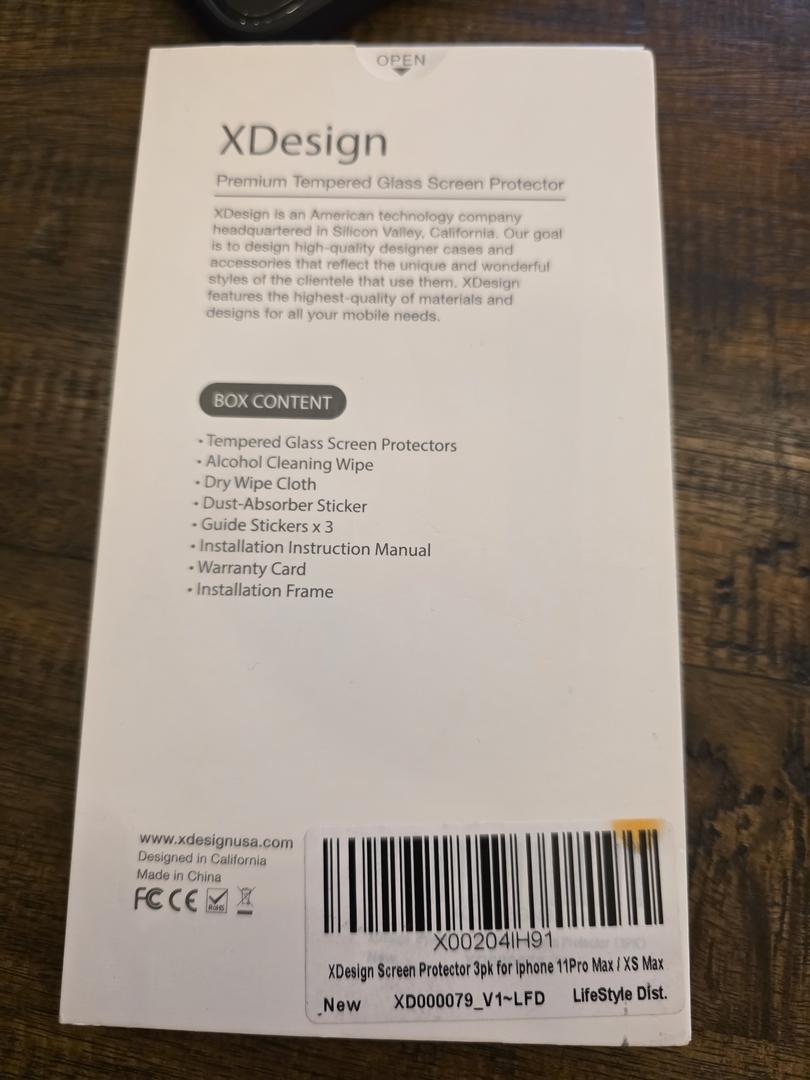 OPEN
XDesign
Premium Tempered Glass Screen Protector
XDesign is an American technology company
headquartered in Silicon Valley, California. Our goal
is to design high-quality designer cases and
accessories that reflect the unique and wonderful
styles of the clientele that use them. XDesign
features the highest-quality of materials and
designs for all your mobile needs.
BOX CONTENT
• Tempered Glass Screen Protectors
• Alcohol Cleaning Wipe
• Dry Wipe Cloth
• Dust-Absorber Sticker
• Guide Stickers x 3
• Installation Instruction Manual
• Warranty Card
• Installation Frame
www.xdesignusa.com
Designed in California
Made in China
FC CE RoHS
X00204IH91
XDesign Screen Protector 3pk for Iphone 11Pro Max / XS Max
New XD000079_V1~LFD LifeStyle Dist.